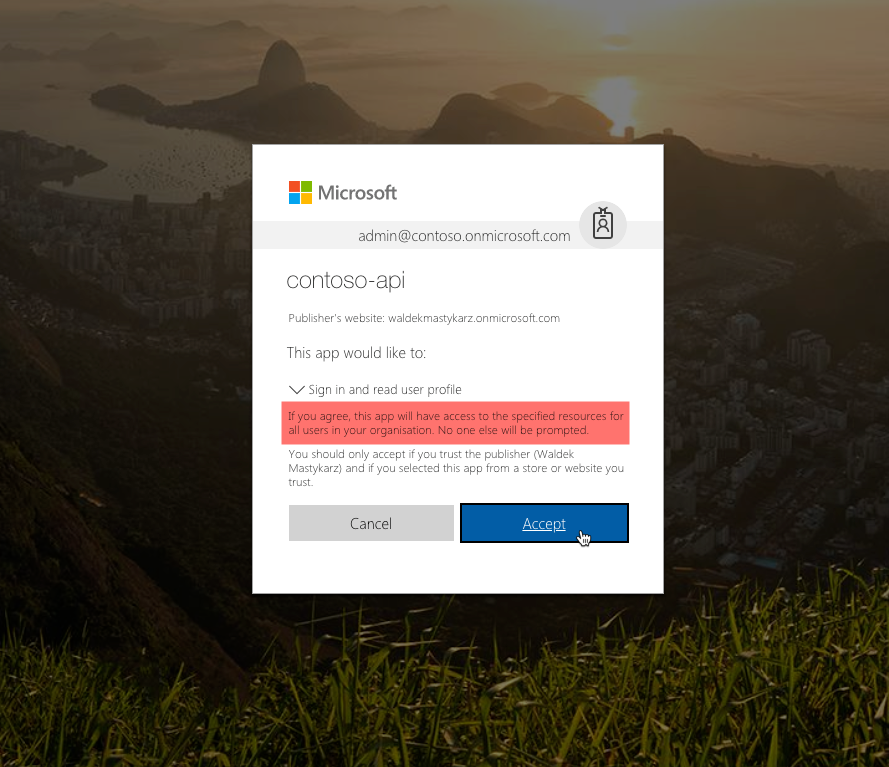 Microsoft
admin@contoso.onmicrosoft.com
contoso-api
Publisher's website: waldekmastykarz.onmicrosoft.com
This app would like to:
Sign in and read user profile
If you agree, this app will have access to the specified resources for
all users in your organisation. No one else will be prompted.
You should only accept if you trust the publisher (Waldek
Mastykarz) and if you selected this app from a store or website you
trust.
Cancel
Accept